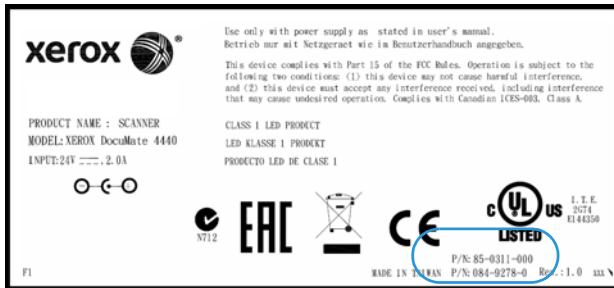 xerox
Use only with power supply as stated in user's manual.
Betrieb nur mit Netzgeraet wie im Benutzerhandbuch angegeben.
This device complies with Part 15 of the FCC Rules. Operation is subject to the
following two conditions: (1) this device may not cause harmful interference,
and (2) this device must accept any interference received, including interference
that may cause undesired operation. Complies with Canadian ICES-003. Class A.
PRODUCT NAME : SCANNER
MODEL: XEROX DocuMate 4440
INPUT:24V ⎓, 2.0A
CLASS 1 LED PRODUCT
LED KLASSE 1 PRODUKT
PRODUCTO LED DE CLASE 1
N712
EAC
CE
C UL US
LISTED
I.T.E.
2G74
E144350
P/N: 85-0311-000
MADE IN TAIWAN P/N: 084-9278-0 Rev.:1.0 xxx
F1